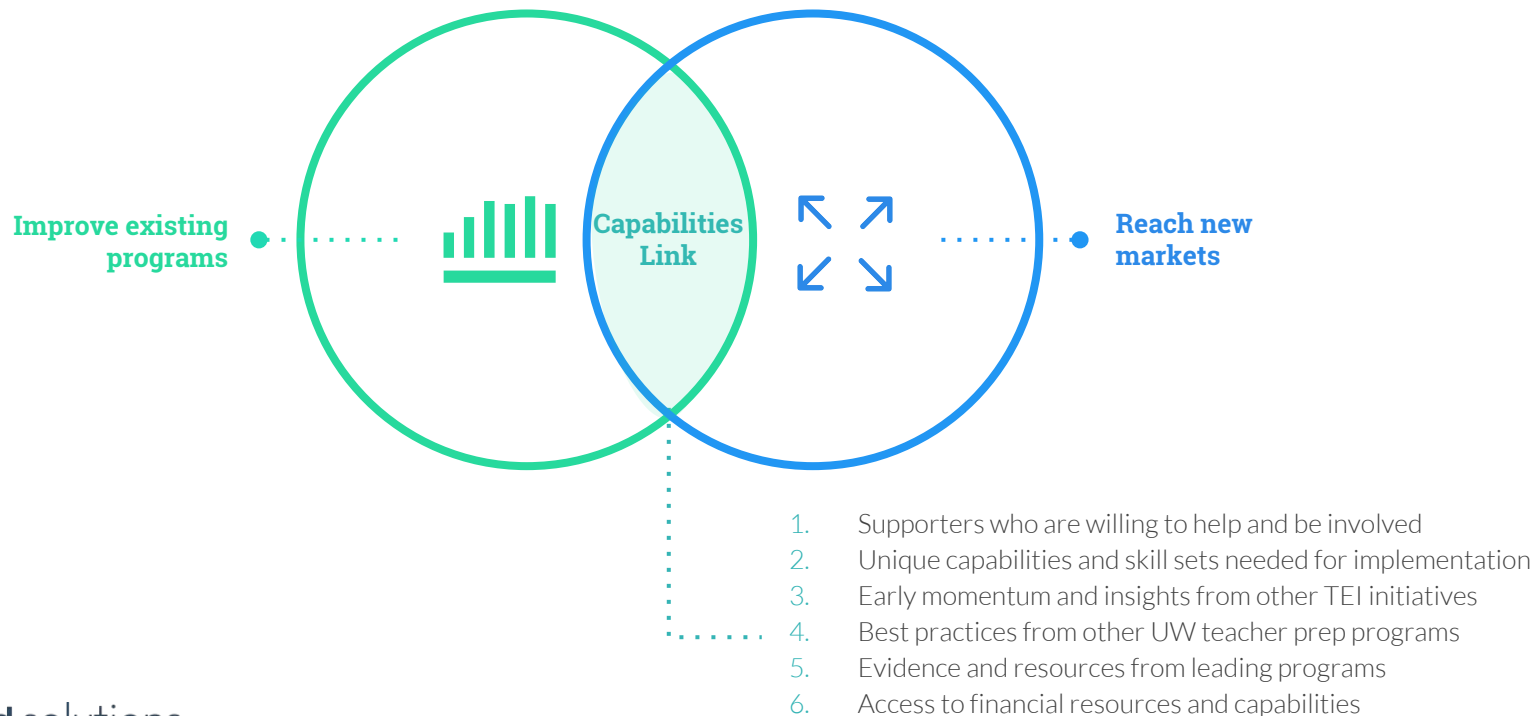 Improve existing
programs
Capabilities
Link
Reach new
markets
1. Supporters who are willing to help and be involved
2. Unique capabilities and skill sets needed for implementation
3. Early momentum and insights from other TEI initiatives
4. Best practices from other UW teacher prep programs
5. Evidence and resources from leading programs
6. Access to financial resources and capabilities
solutions